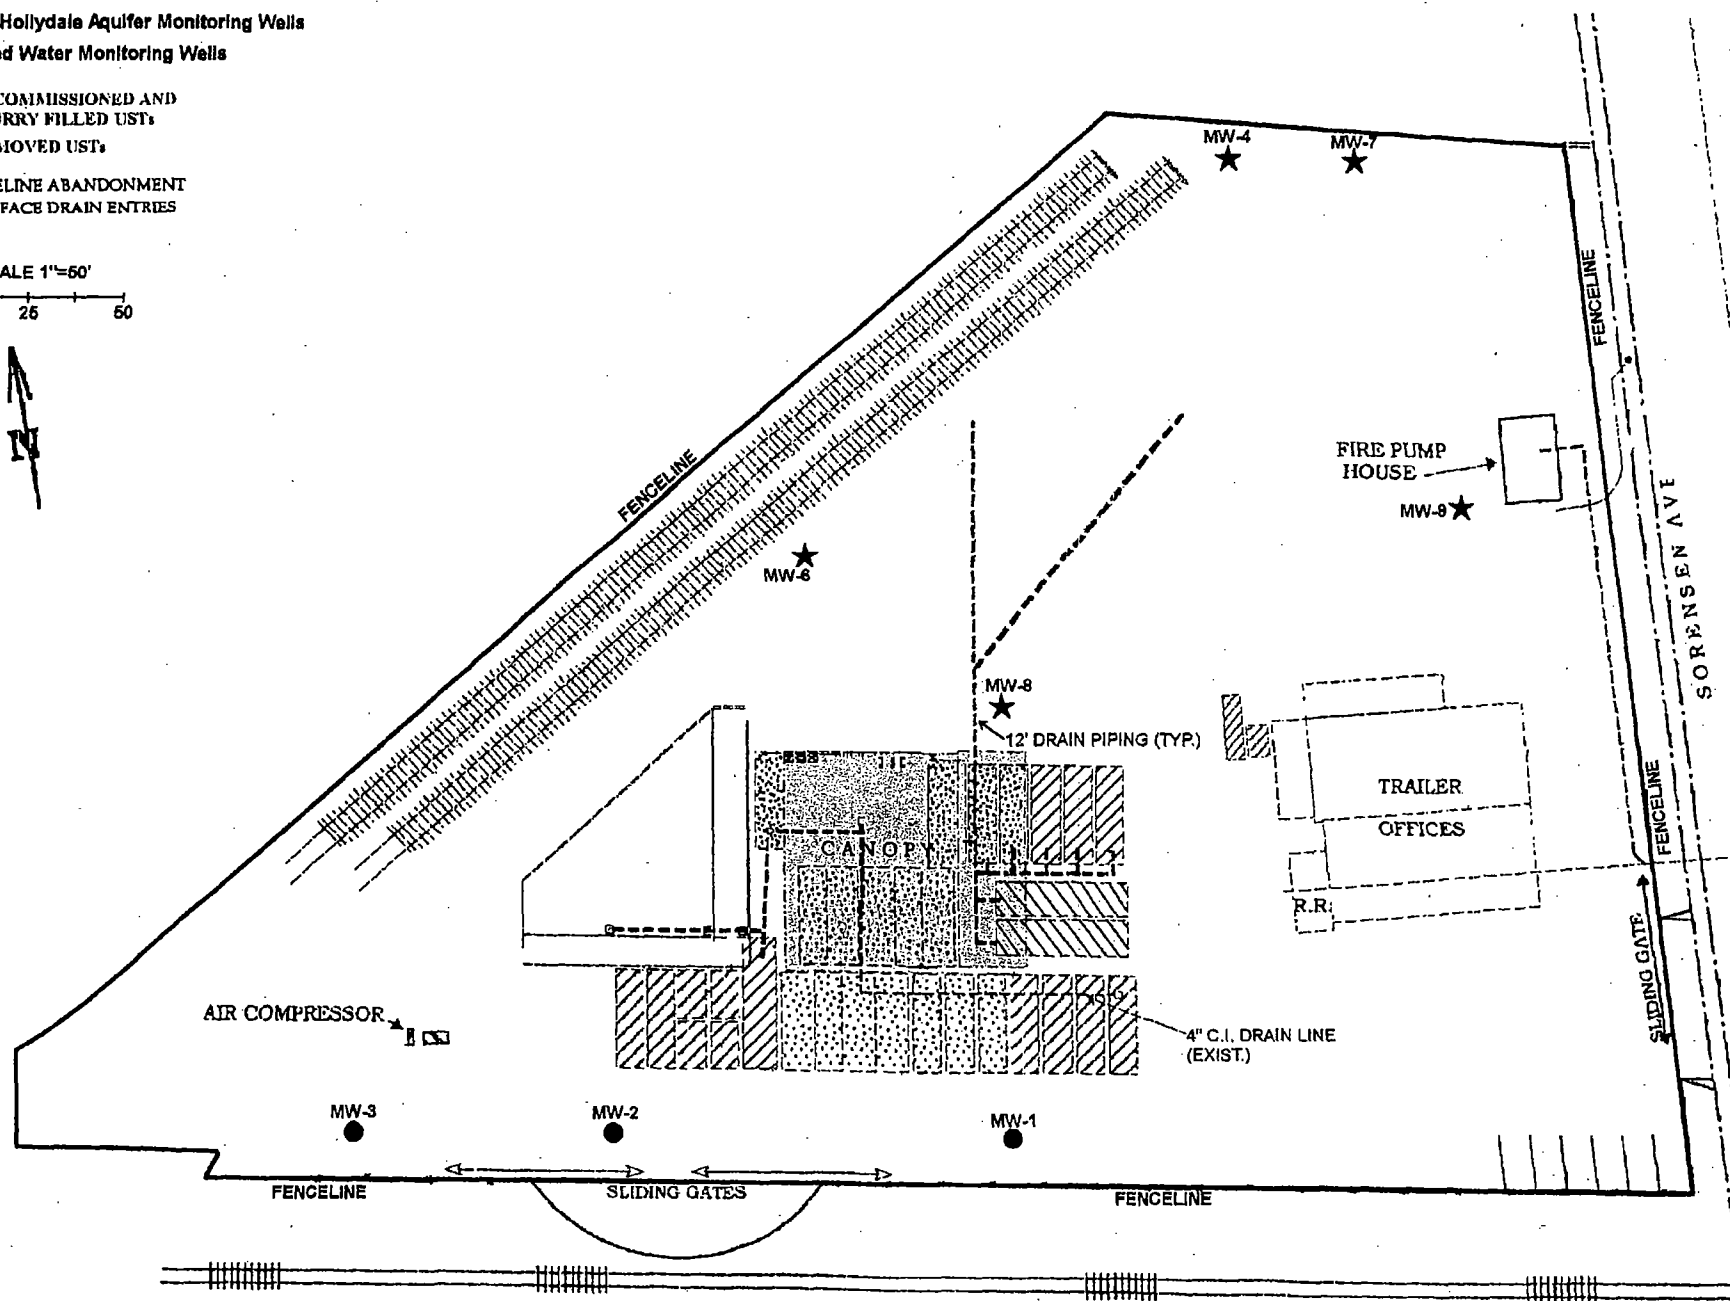 Hollydale Aquifer Monitoring Wells
ed Water Monitoring Wells
COMMISSIONED AND
URRY FILLED USTs
MOVED USTs
ELINE ABANDONMENT
FACE DRAIN ENTRIES
ALE 1"=50'
25 50
N
MW-4
MW-7
FENCELINE
FENCELINE
FIRE PUMP
HOUSE
MW-9
SORENSEN AVE
MW-6
MW-8
12' DRAIN PIPING (TYP.)
TRAILER
OFFICES
FENCELINE
CANOPY
R.R.
SLIDING GATE
AIR COMPRESSOR
4" C.I. DRAIN LINE
(EXIST.)
MW-3
MW-2
MW-1
FENCELINE
SLIDING GATES
FENCELINE